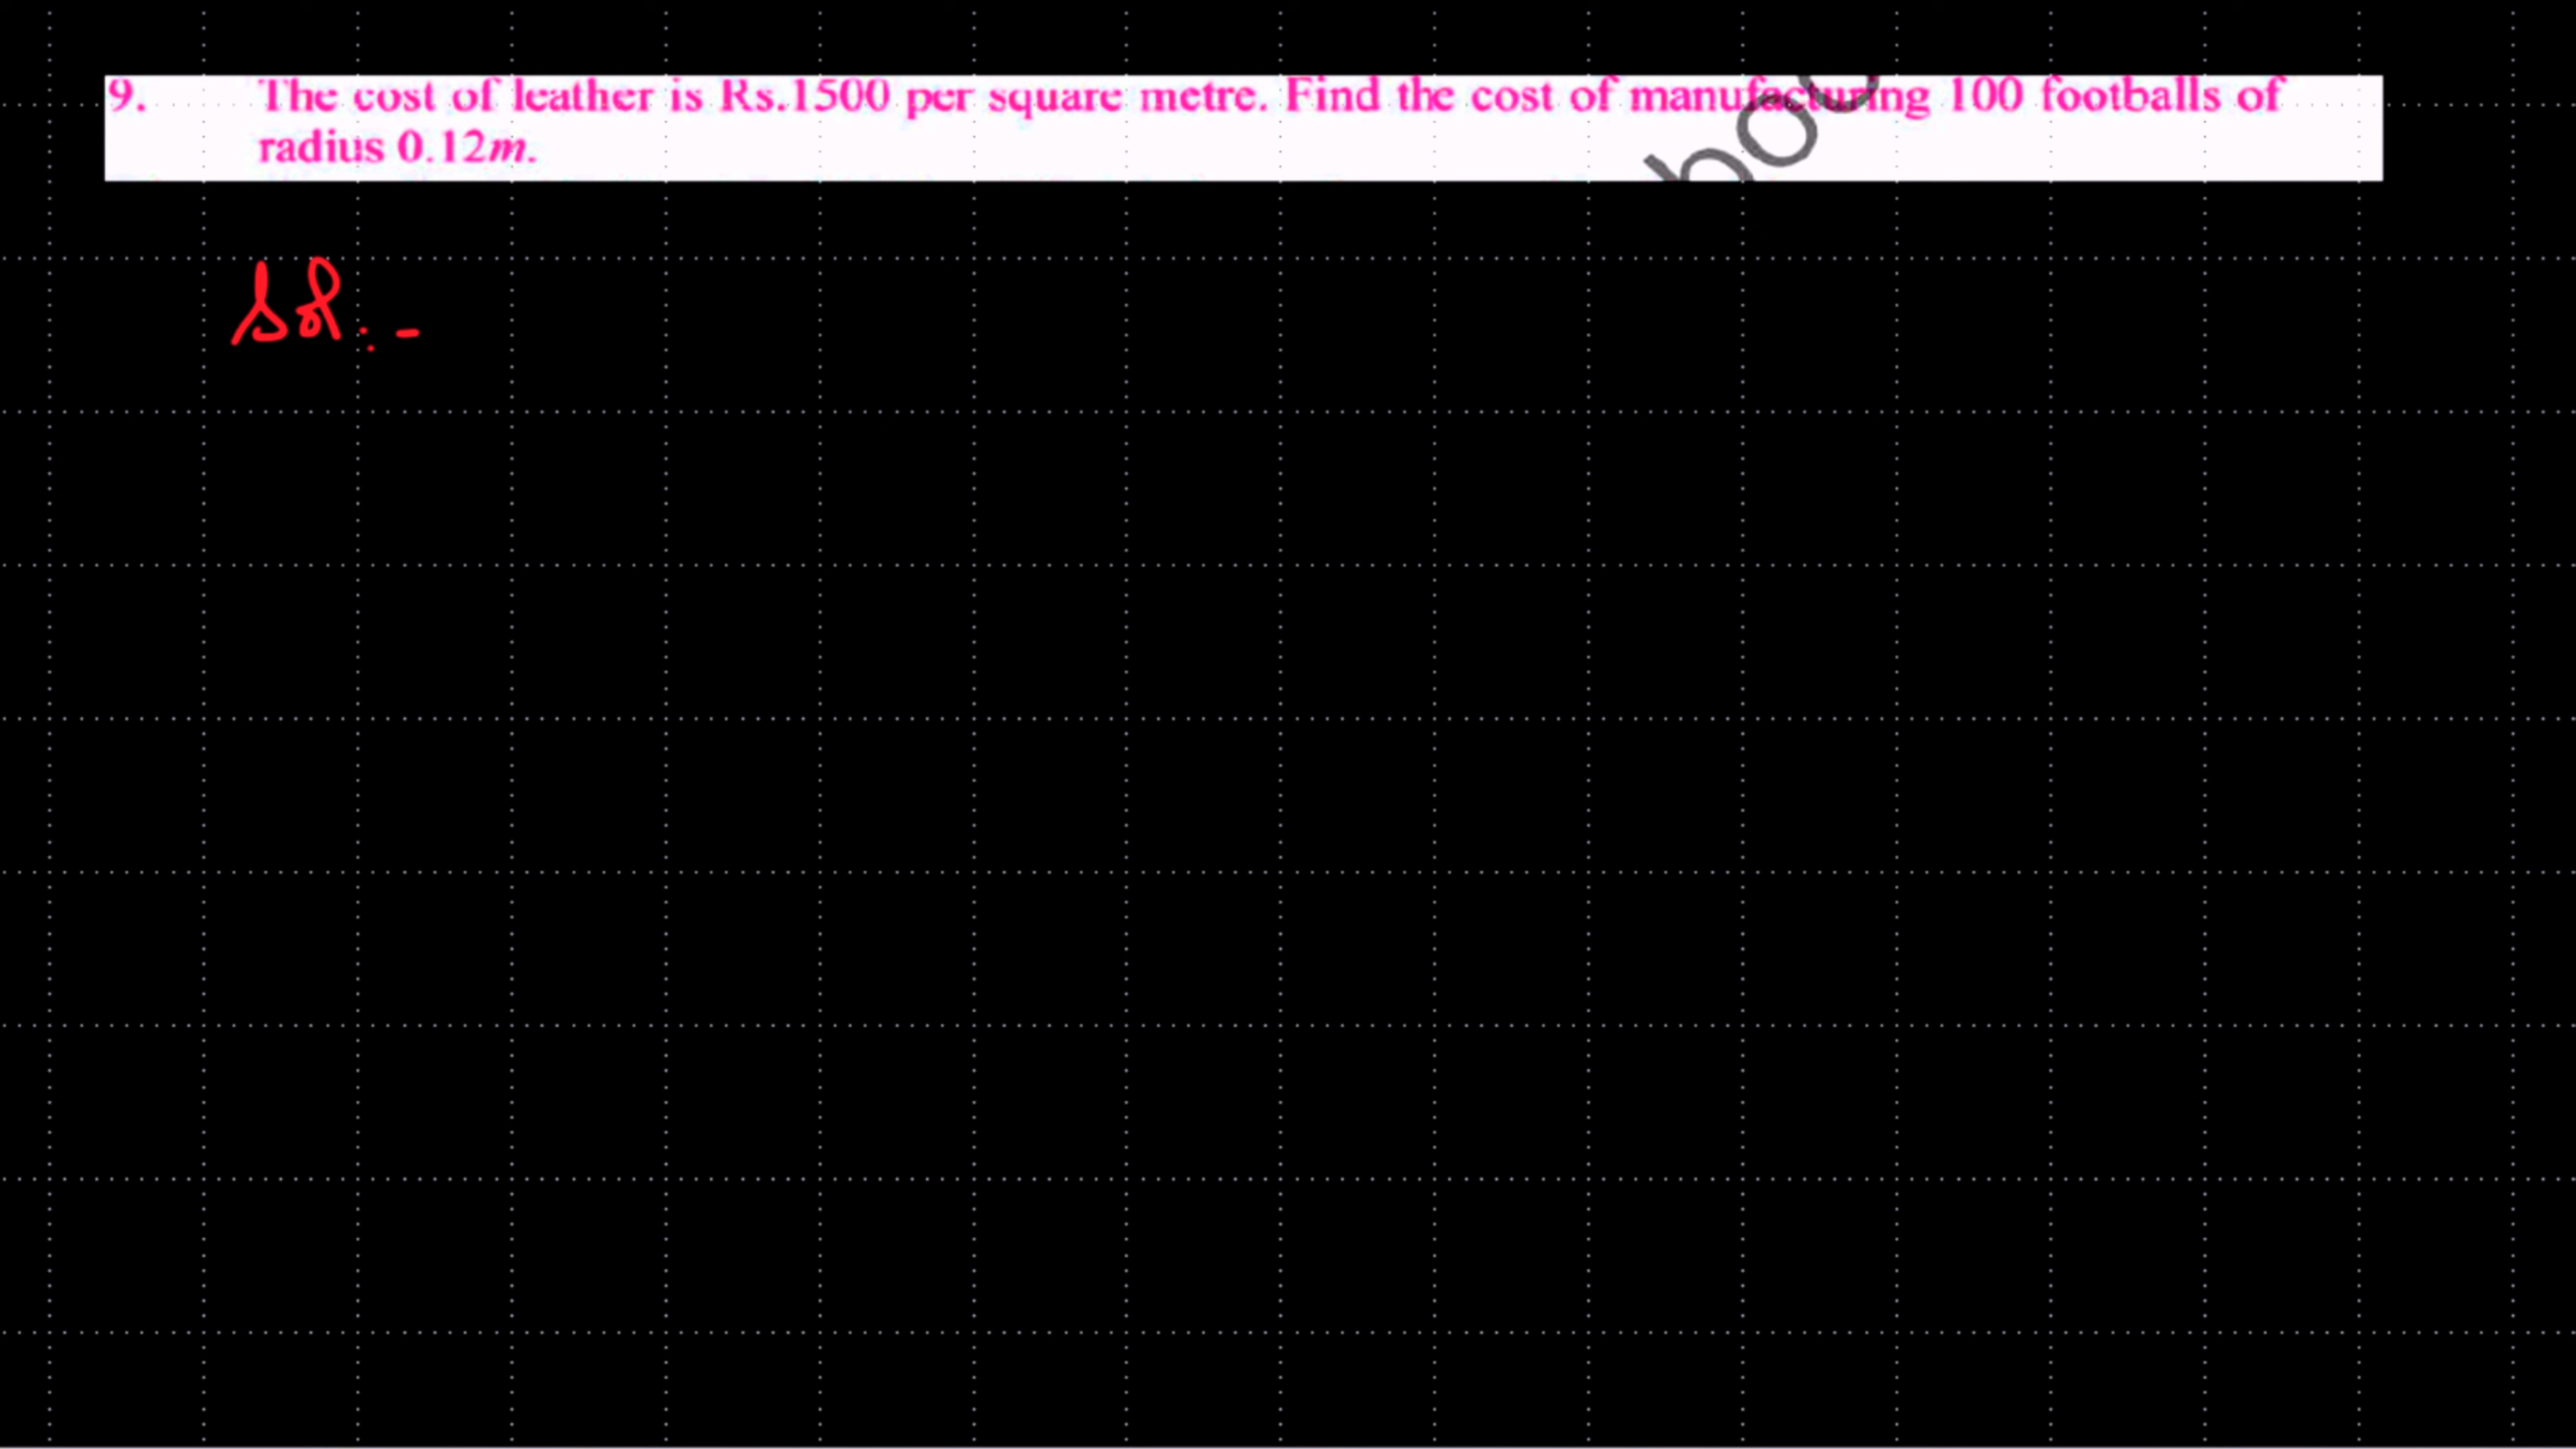 9. The cost of leather is Rs.1500 per square metre. Find the cost of manufacturing 100 footballs of
radius 0.12m.
Sol:-